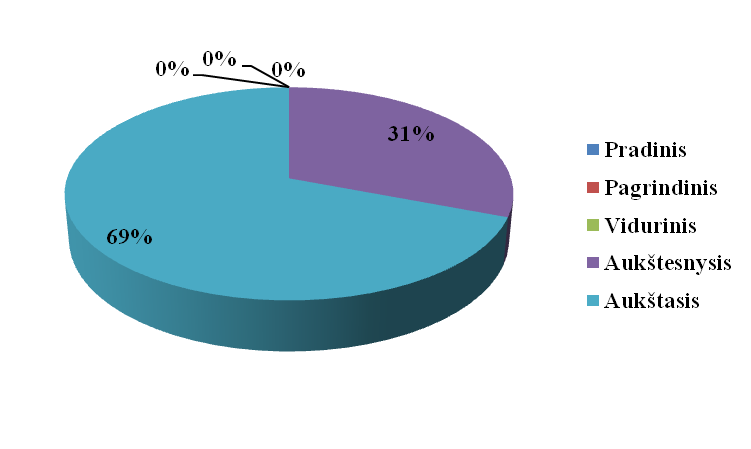 0%
0%
0%
31%
69%
Pradinis
Pagrindinis
Vidurinis
Aukštesnysis
Aukštasis